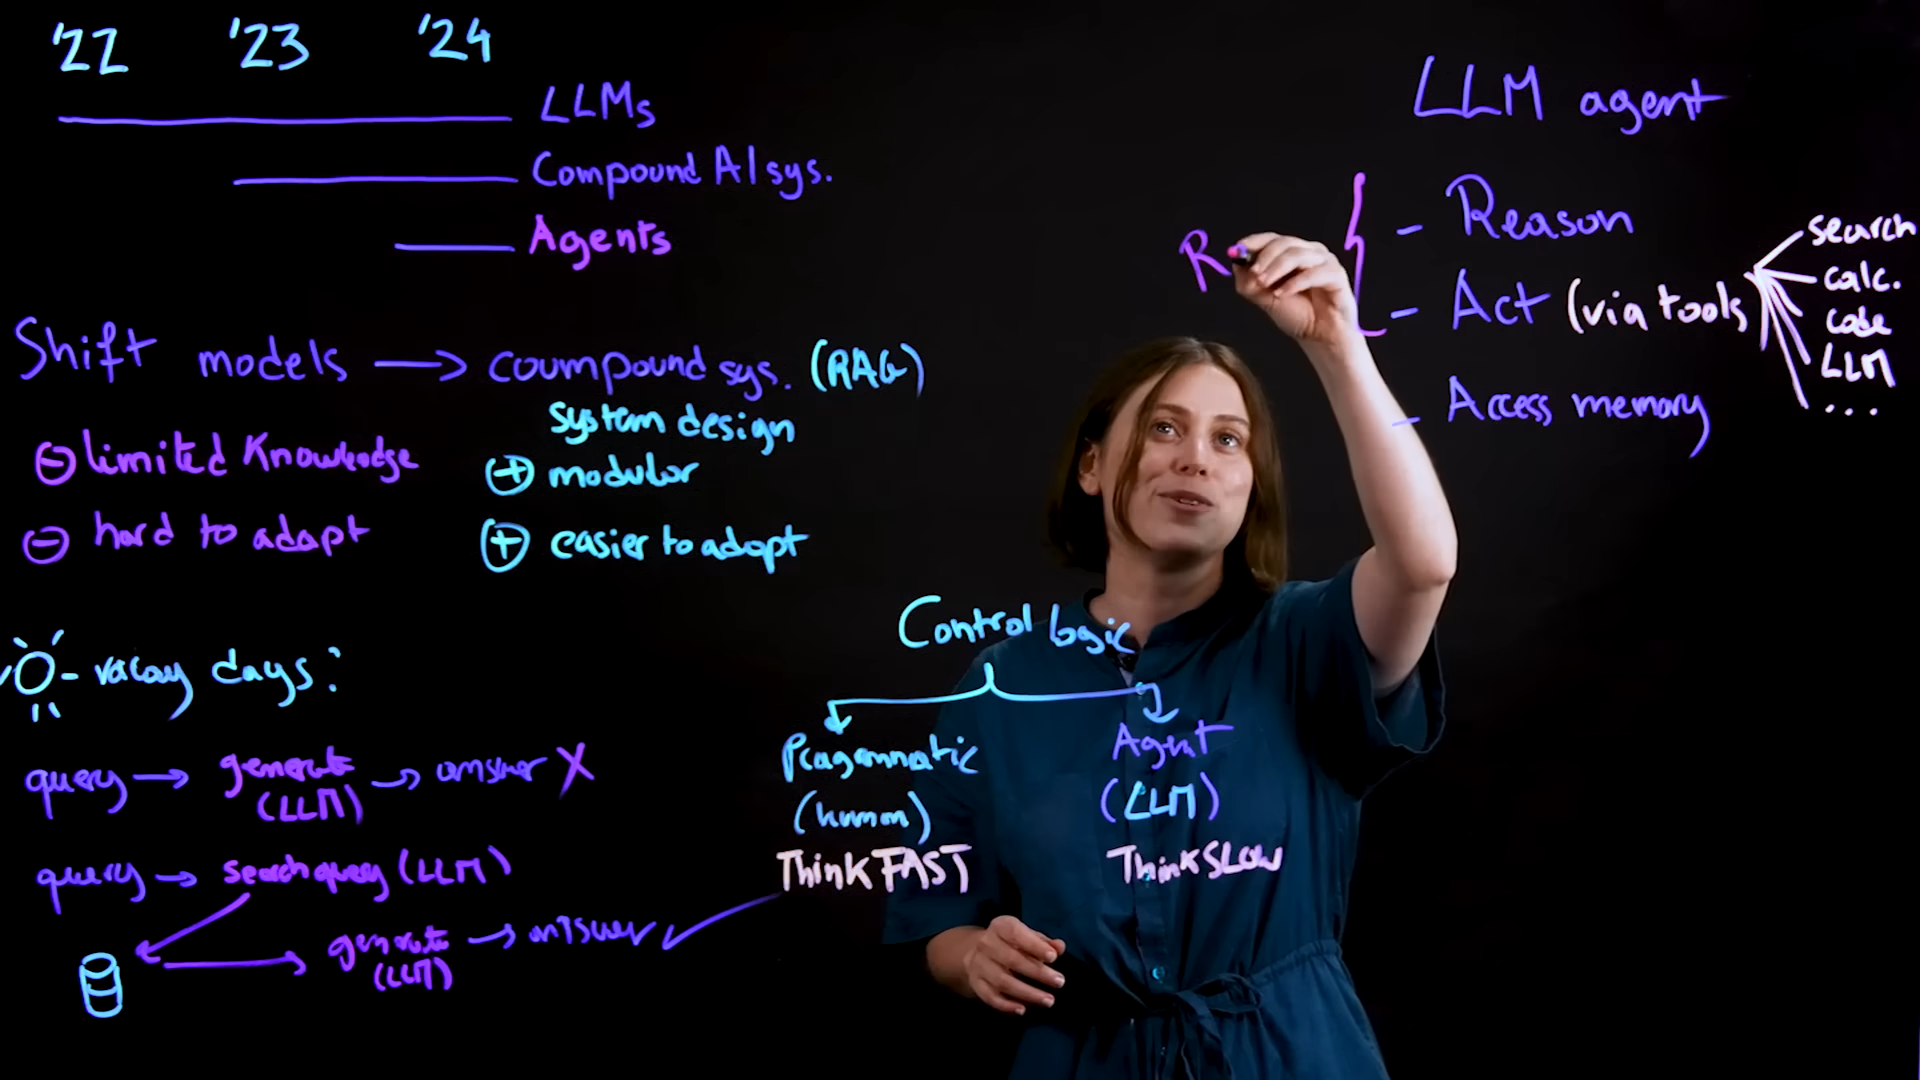 '22 '23 '24
LLMs
Compound AI sys.
Agents
Shift models → coumpound sys. (RAG)
system design
⊖ limited knowledge
⊕ modular
⊖ hard to adapt
⊕ easier to adapt
vacay days:
query → generate → answer X
(LLM)
query → search query (LLM)
generate → answer ✓
(LLM)
Control logic
Agent
(human)
(LLM)
Think FAST
Think SLOW
LLM agent
R
- Reason
- Act (via tools)
- Access memory
search
calc.
code
LLM
...